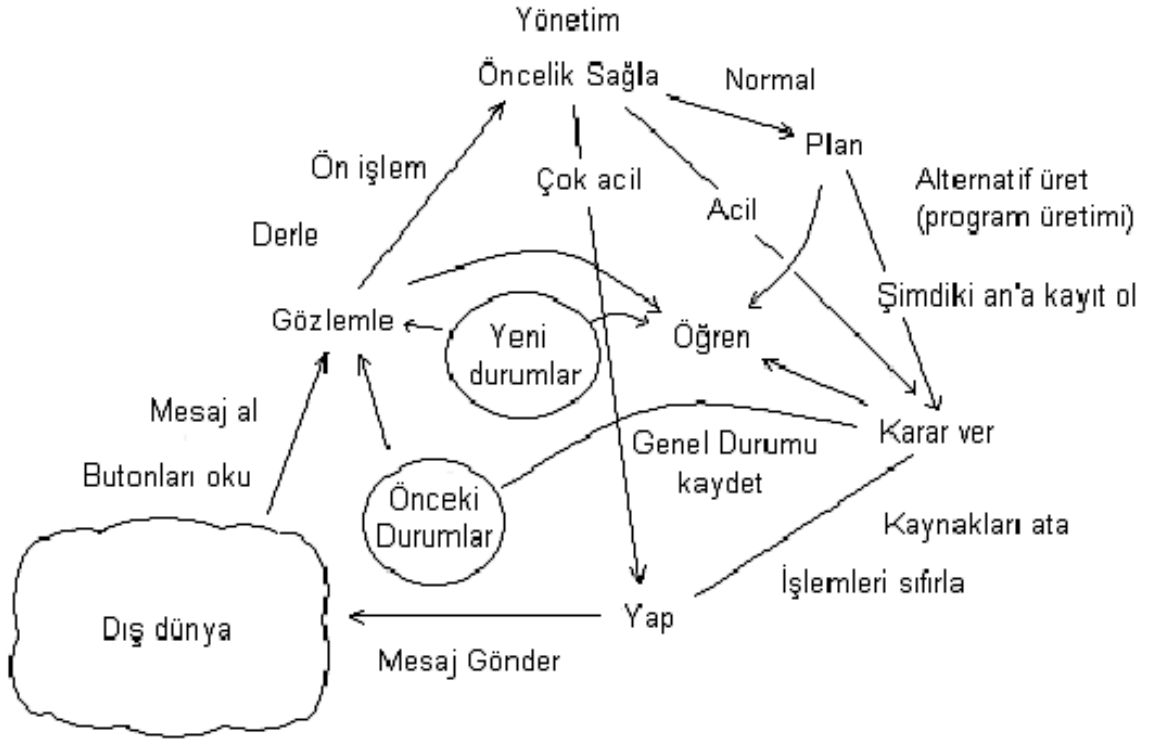 Yönetim
Öncelik Sağla
Normal
Plan
Ön işlem
Çok acil
Acil
Alternatif üret
(program üretimi)
Derle
Şimdiki an'a kayıt ol
Gözlemle
Yeni
durumlar
Öğren
Mesaj al
Karar ver
Genel Durumu
kaydet
Butonları oku
Önceki
Durumlar
Kaynakları ata
İşlemleri sıfırla
Dış dünya
Yap
Mesaj Gönder